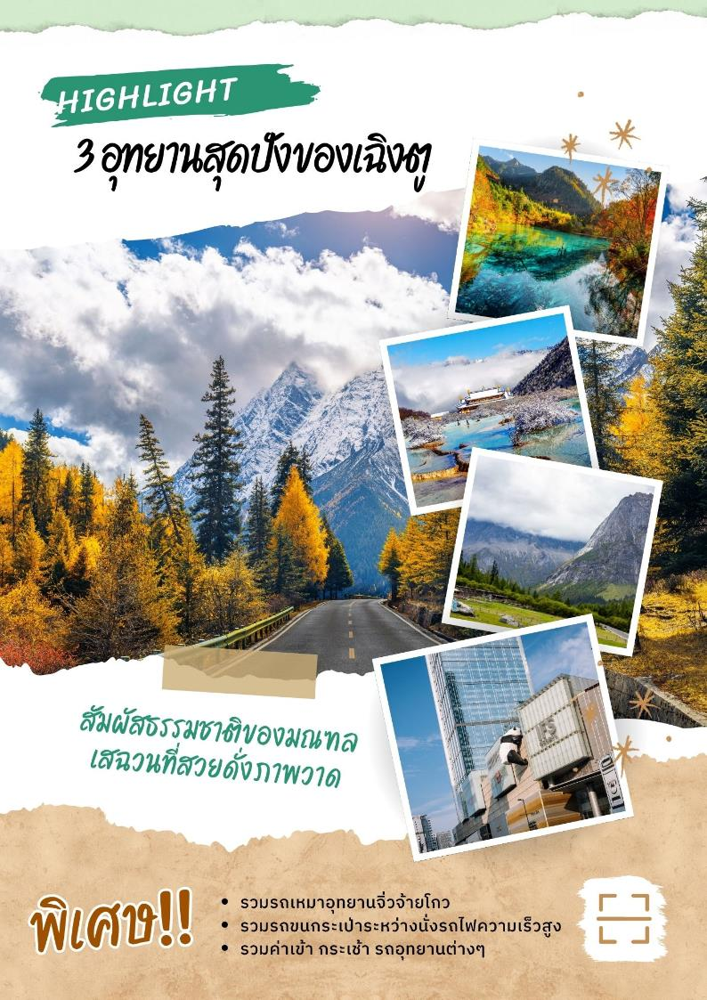 HIGHLIGHT
3 อุทยานสุดปังของเฉิงตู
สัมผัสธรรมชาติของมณฑล
เสฉวนที่สวยดั่งภาพวาด
พิเศษ!!
• รวมรถเหมาอุทยานจิ่วจ้ายโกว
• รวมรถขนกระเป๋าระหว่างนั่งรถไฟความเร็วสูง
• รวมค่าเข้า กระเช้า รถอุทยานต่างๆ